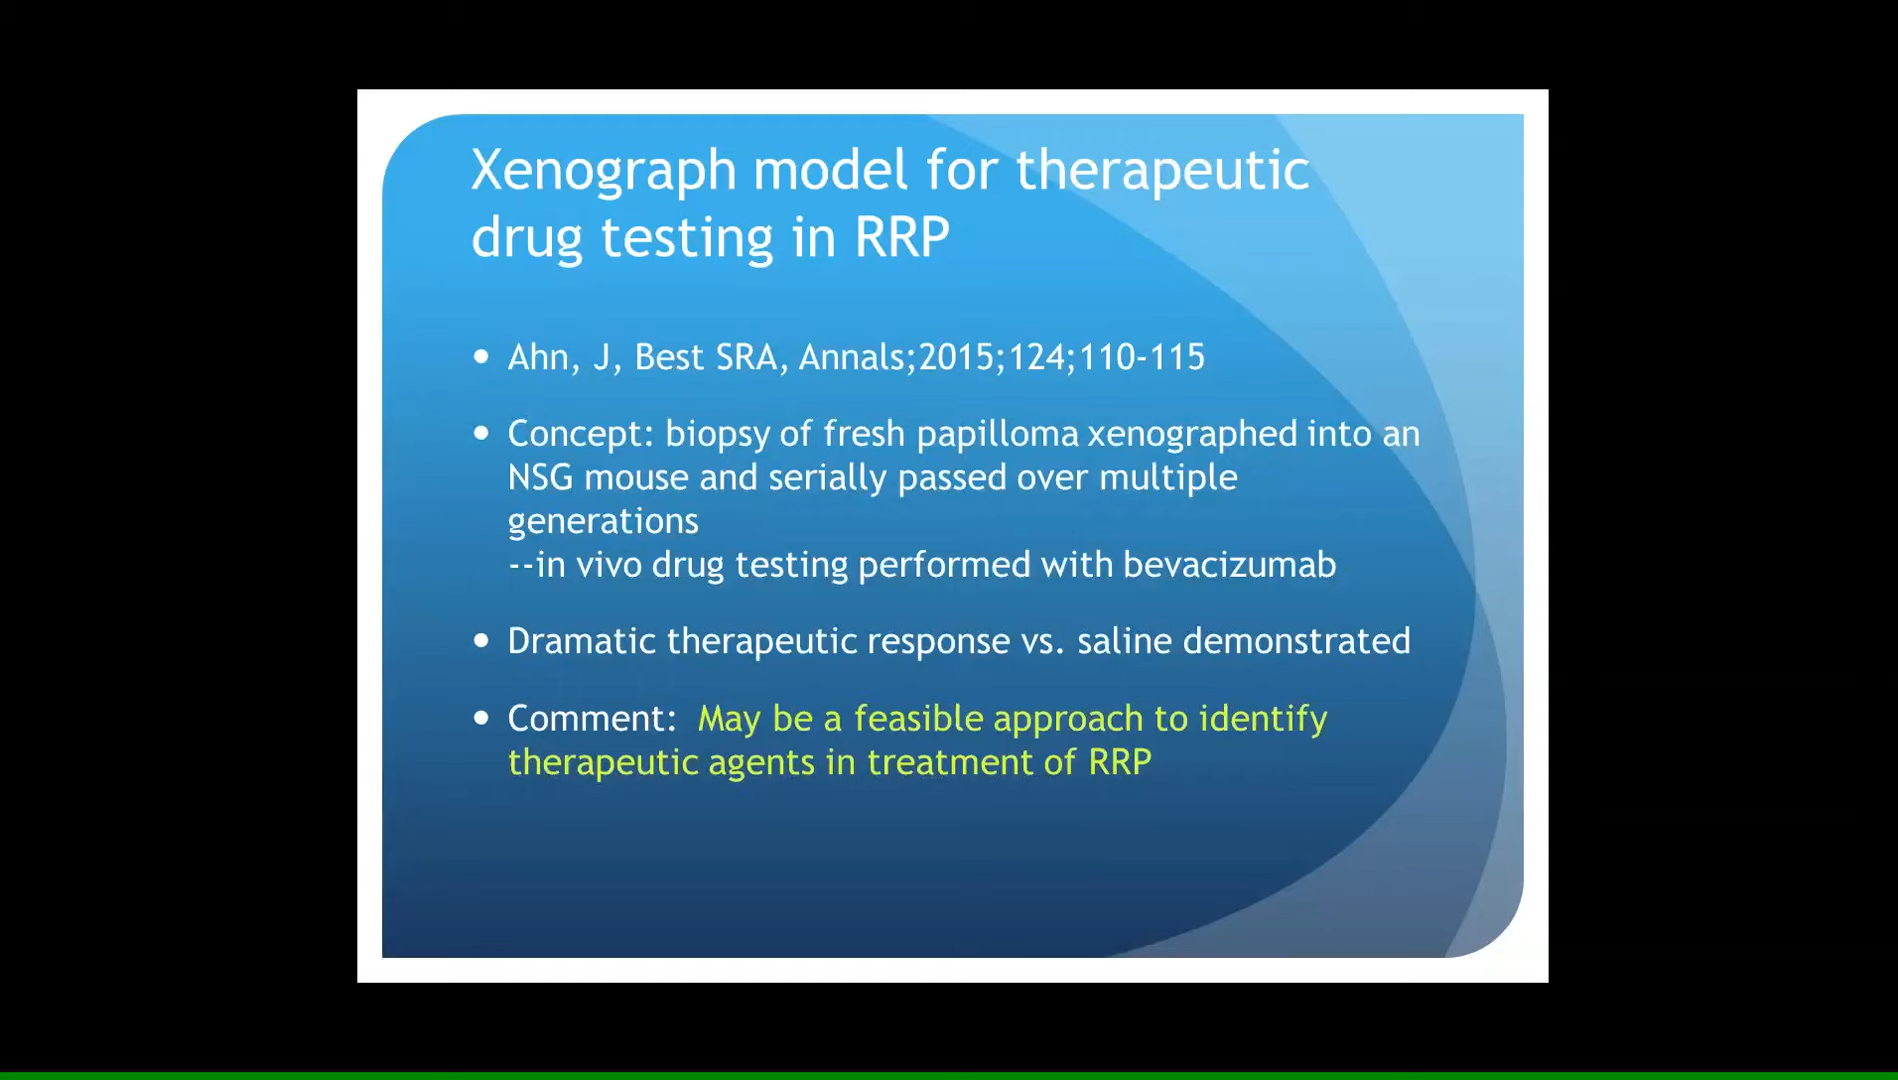 Xenograph model for therapeutic
drug testing in RRP
• Ahn, J, Best SRA, Annals;2015;124;110-115
• Concept: biopsy of fresh papilloma xenographed into an
NSG mouse and serially passed over multiple
generations
--in vivo drug testing performed with bevacizumab
• Dramatic therapeutic response vs. saline demonstrated
• Comment:  May be a feasible approach to identify
therapeutic agents in treatment of RRP